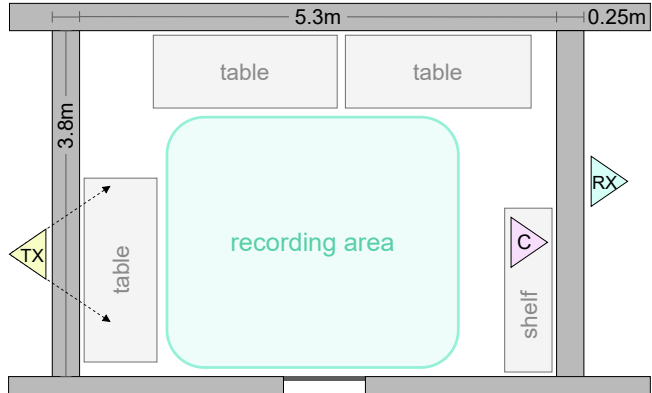 5.3m
0.25m
table
table
3.8m
RX
TX
table
recording area
C
shelf